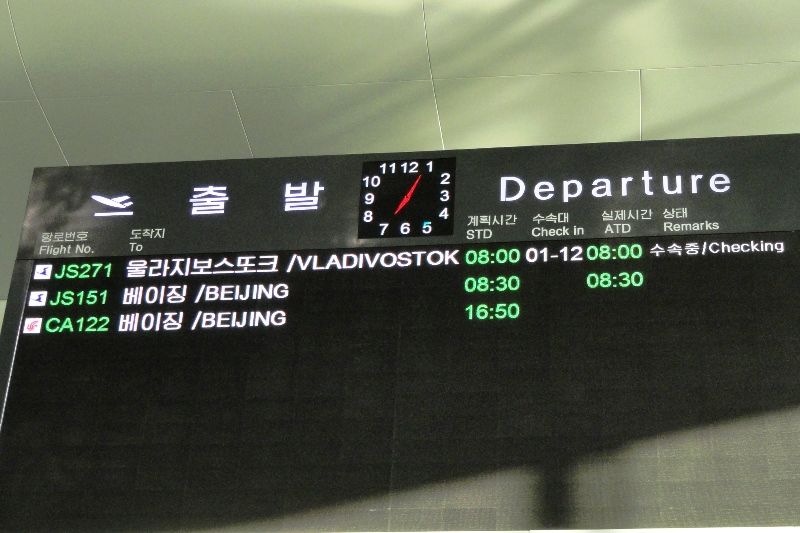 출 발 11 12 1 2 3 4 5 6 7 8 9 10 Departure
항로번호 도착지 계획시간 수속대 실제시간 상태
Flight No. To STD Check in ATD Remarks
JS271 울라지보스또크 /VLADIVOSTOK 08:00 01-12 08:00 수속중/Checking
JS151 베이징 /BEIJING 08:30 08:30
CA122 베이징 /BEIJING 16:50